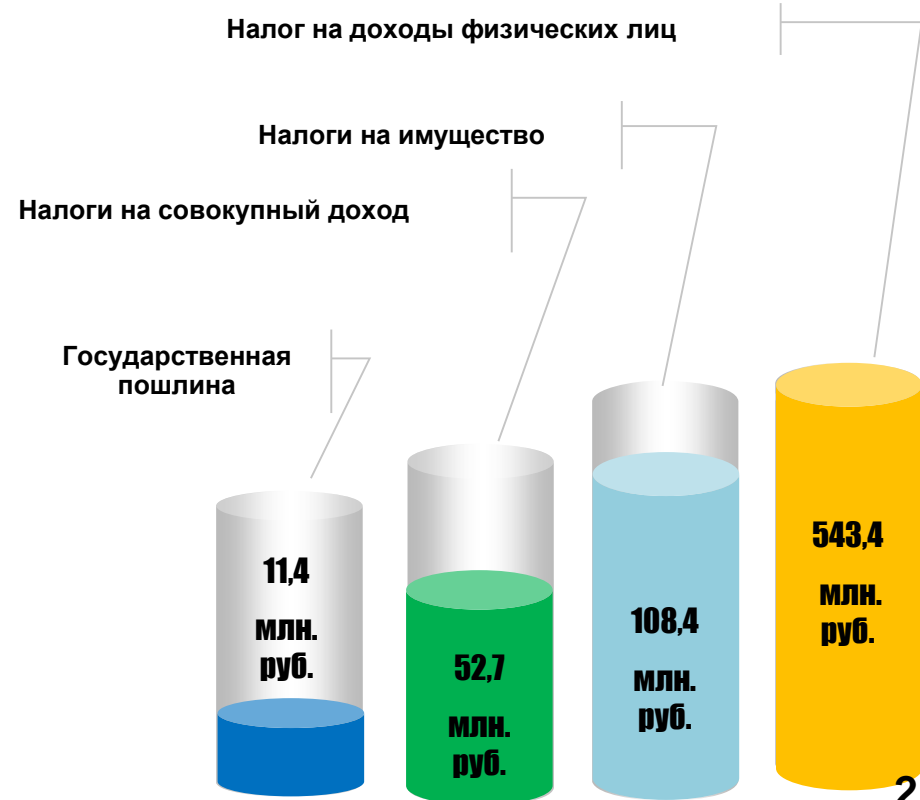 Налог на доходы физических лиц
Налоги на имущество
Налоги на совокупный доход
Государственная
пошлина
11,4
млн.
руб.
52,7
млн.
руб.
108,4
млн.
руб.
543,4
млн.
руб.
2